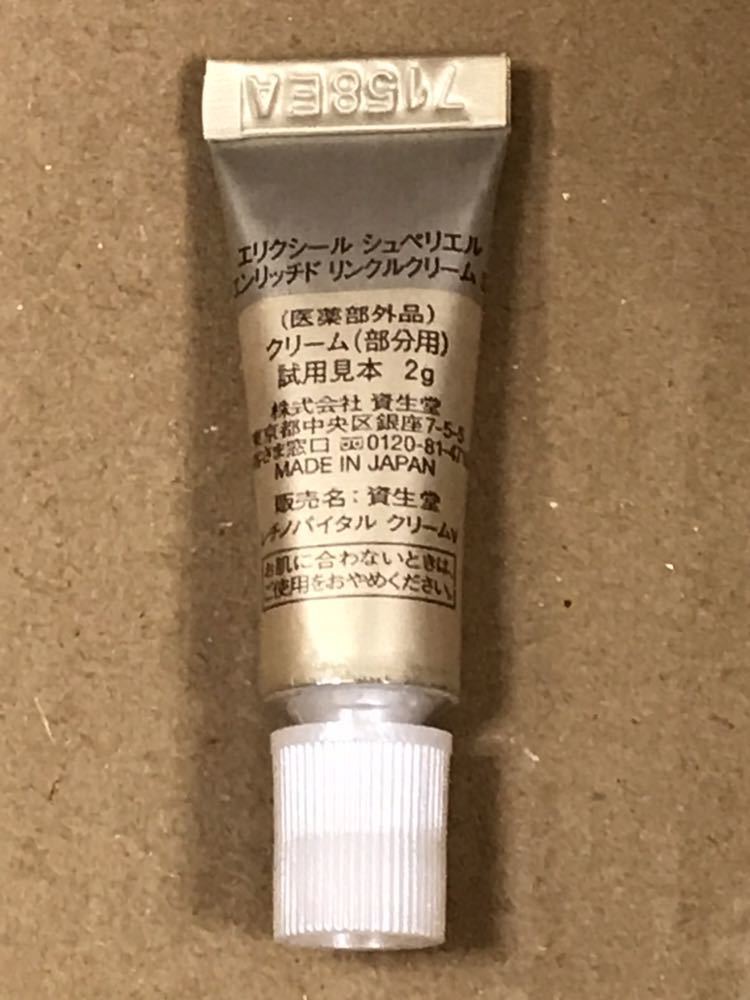 7158EA
エリクシール シュペリエル
エンリッチド リンクルクリーム
(医薬部外品)
クリーム(部分用)
試用見本 2g
株式会社 資生堂
東京都中央区銀座7-5-5
さま窓口 0120-81-47
MADE IN JAPAN
販売名:資生堂
チノバイタル クリームV
お肌に合わないときは、
ご使用をおやめください。